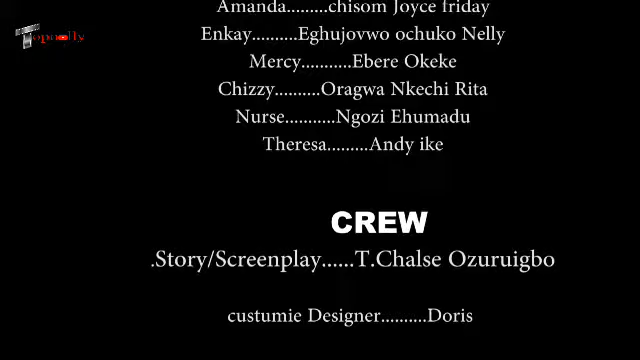 Amanda.........chisom Joyce friday
Enkay..........Eghujovwo ochuko Nelly
Mercy...........Ebere Okeke
Chizzy..........Oragwa Nkechi Rita
Nurse...........Ngozi Ehumadu
Theresa.........Andy ike
CREW
.Story/Screenplay......T.Chalse Ozuruigbo
custumie Designer..........Doris